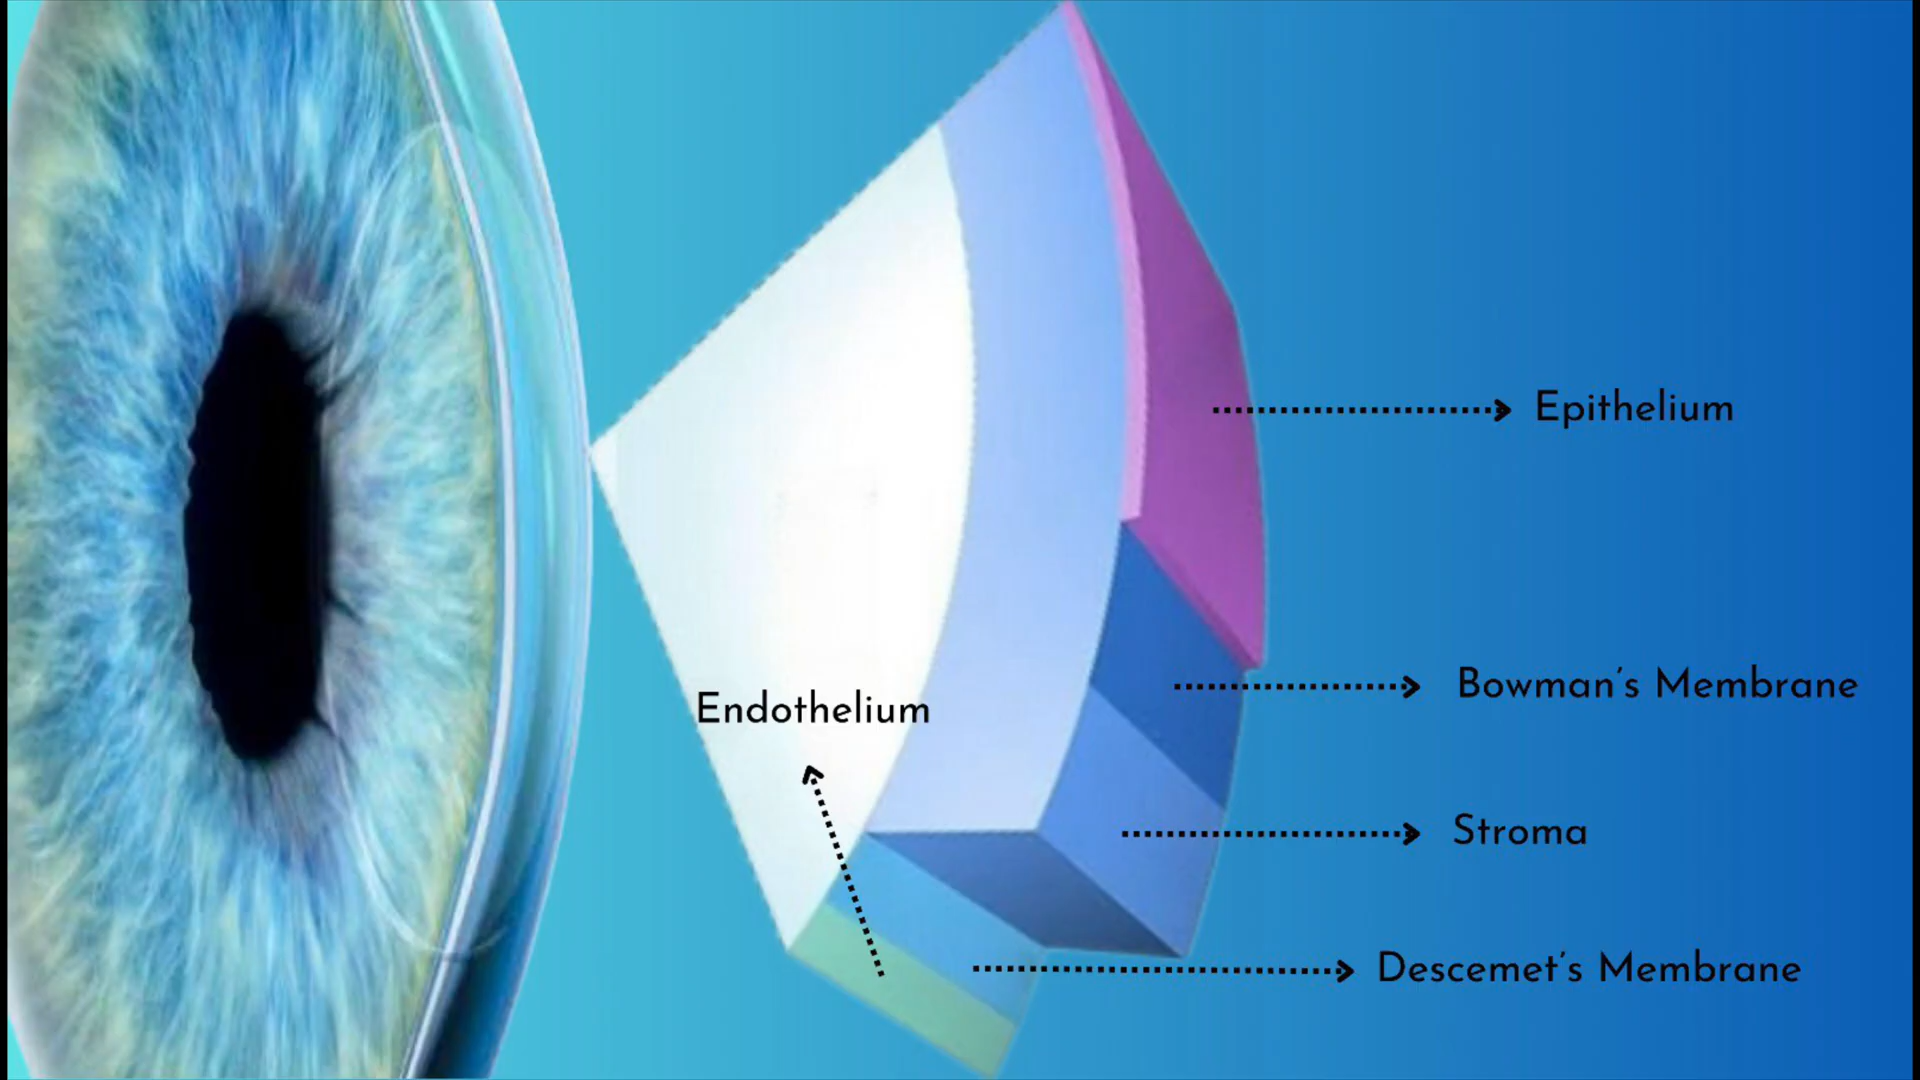 Epithelium
Bowman's Membrane
Endothelium
Stroma
Descemet's Membrane